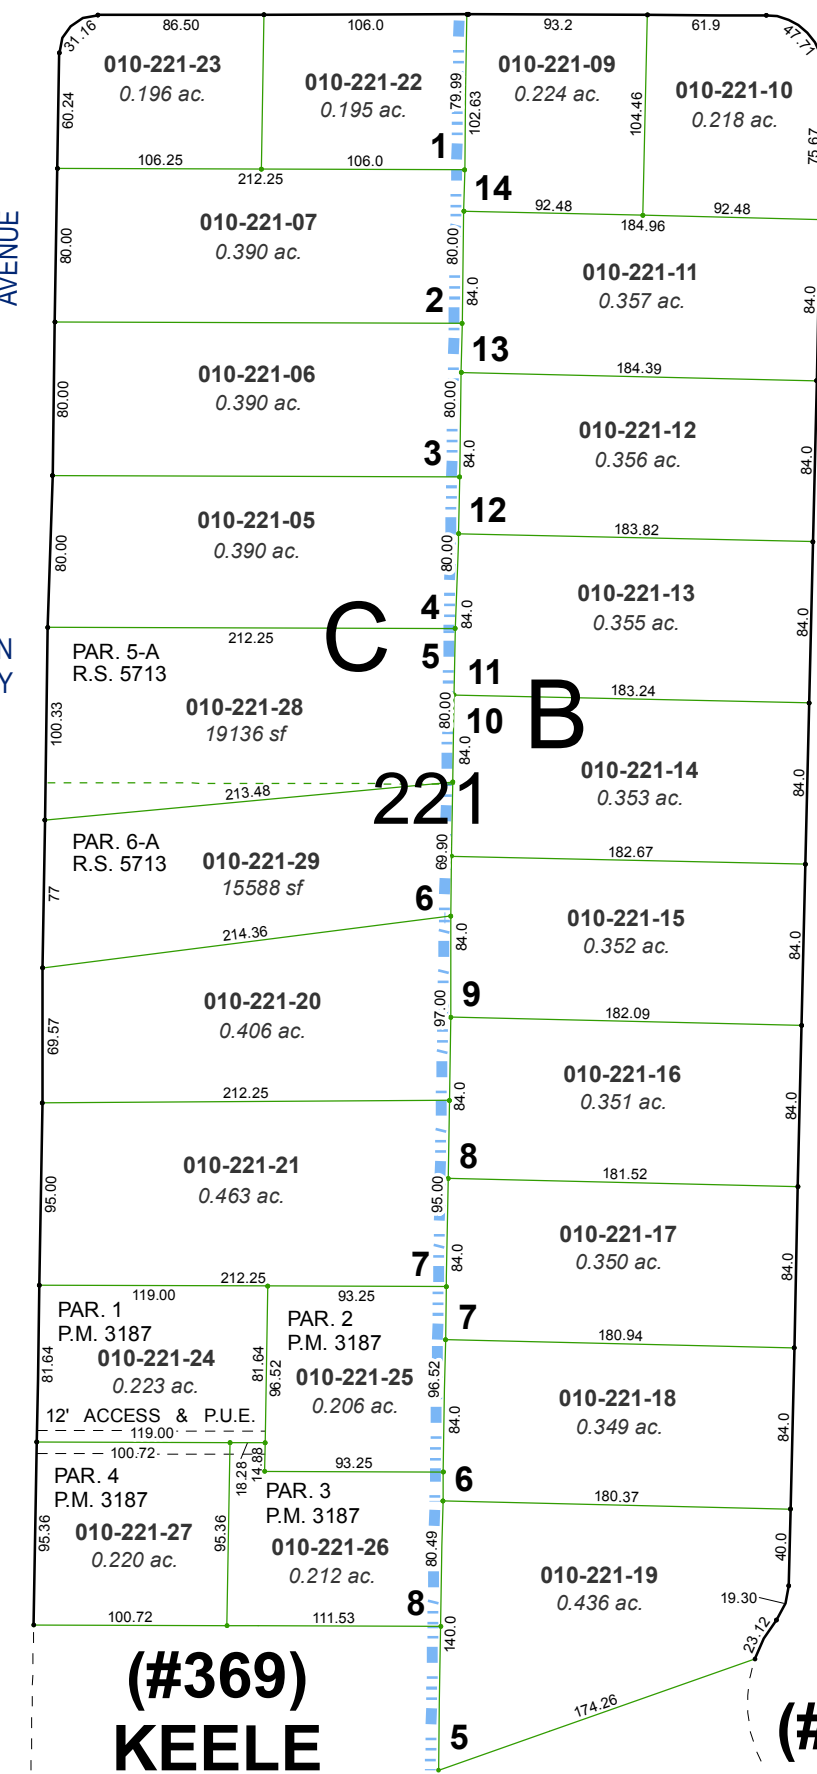 31.16
86.50
106.0
93.2
61.9
47.71
010-221-23
0.196 ac.
010-221-22
0.195 ac.
010-221-09
0.224 ac.
010-221-10
0.218 ac.
60.24
79.99
102.63
104.46
75.67
1
106.25
106.0
212.25
14
92.48
92.48
184.96
AVENUE
010-221-07
0.390 ac.
80.00
80.00
010-221-11
0.357 ac.
84.0
84.0
2
13
184.39
010-221-06
0.390 ac.
80.00
80.00
010-221-12
0.356 ac.
84.0
84.0
3
12
183.82
010-221-05
0.390 ac.
80.00
80.00
010-221-13
0.355 ac.
84.0
84.0
4
C
212.25
N
Y
PAR. 5-A
R.S. 5713
5
11
183.24
010-221-28
19136 sf
100.33
80.00
10
B
84.0
010-221-14
0.353 ac.
84.0
213.48
221
PAR. 6-A
R.S. 5713
010-221-29
15588 sf
77
69.90
182.67
6
214.36
010-221-15
0.352 ac.
84.0
84.0
010-221-20
0.406 ac.
69.57
97.00
9
182.09
212.25
010-221-16
0.351 ac.
84.0
84.0
8
181.52
010-221-21
0.463 ac.
95.00
95.00
010-221-17
0.350 ac.
84.0
84.0
7
212.25
119.00
93.25
PAR. 1
P.M. 3187
010-221-24
0.223 ac.
81.64
81.64
96.52
PAR. 2
P.M. 3187
010-221-25
0.206 ac.
96.52
7
180.94
010-221-18
0.349 ac.
84.0
84.0
12' ACCESS & P.U.E.
119.00
100.72
18.28
14.88
93.25
6
180.37
PAR. 4
P.M. 3187
010-221-27
0.220 ac.
95.36
95.36
PAR. 3
P.M. 3187
010-221-26
0.212 ac.
80.49
8
010-221-19
0.436 ac.
40.0
19.30
23.12
100.72
111.53
140.0
174.26
5
(#369)
KEELE
(#